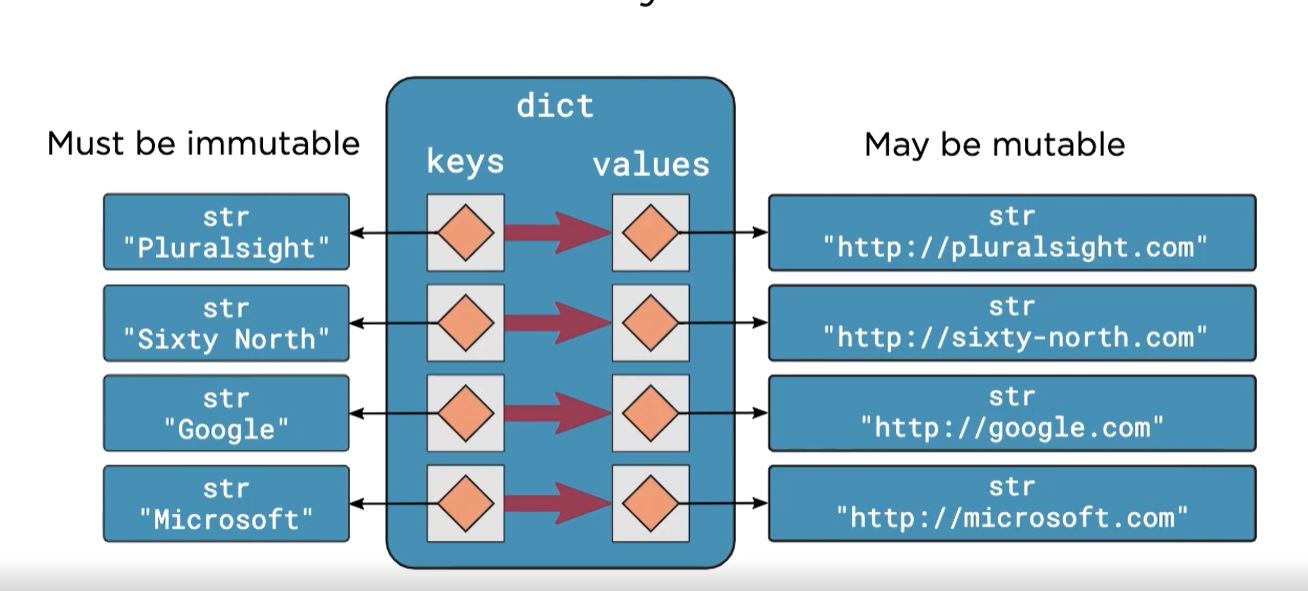 dict
Must be immutable
May be mutable
keys
values
str
"Pluralsight"
str
"http://pluralsight.com"
str
"Sixty North"
str
"http://sixty-north.com"
str
"Google"
str
"http://google.com"
str
"Microsoft"
str
"http://microsoft.com"